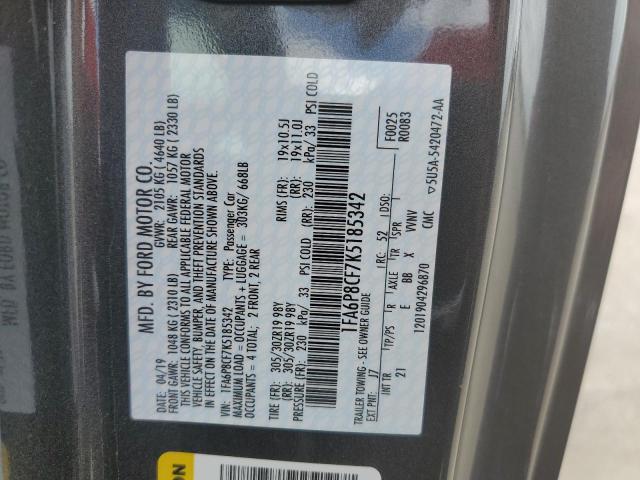 MFD. BY FORD MOTOR CO.
DATE: 04/19 GVWR: 2105 KG ( 4640 LB)
FRONT GAWR: 1048 KG ( 2310 LB) REAR GAWR: 1057 KG ( 2330 LB)
THIS VEHICLE CONFORMS TO ALL APPLICABLE FEDERAL MOTOR
VEHICLE SAFETY, BUMPER, AND THEFT PREVENTION STANDARDS
IN EFFECT ON THE DATE OF MANUFACTURE SHOWN ABOVE.
VIN: 1FA6P8CF7K5185342 TYPE: Passenger Car
MAXIMUM LOAD = OCCUPANTS + LUGGAGE = 303KG/ 668LB
OCCUPANTS = 4 TOTAL; 2 FRONT, 2 REAR
TIRE (FR): 305/30ZR19 98Y RIMS (FR): 19x10.5J
(RR): 305/30ZR19 98Y (RR): 19x11.0J
PRESSURE (FR): 230 kPa/ 33 PSI COLD (RR): 230 kPa/ 33 PSI COLD
1FA6P8CF7K5185342
TRAILER TOWING - SEE OWNER GUIDE F0025
EXT PNT: J7 RC: 52 DSO: R0083
INT TR TP/PS R AXLE TR SPR
21 E BB X VVNV
1201904296870 CMC ▽5U5A-5420472-AA
ON